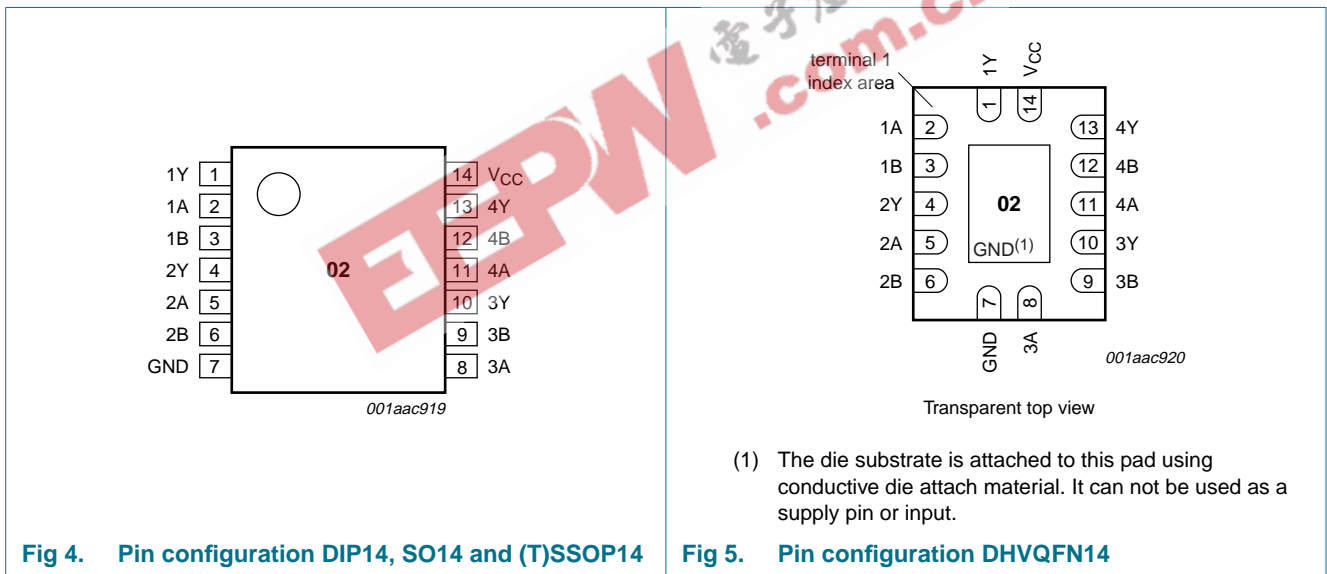 1Y 1
1A 2
1B 3
2Y 4
2A 5
2B 6
GND 7
02
14 VCC
13 4Y
12 4B
11 4A
10 3Y
9 3B
8 3A
001aac919
Fig 4. Pin configuration DIP14, SO14 and (T)SSOP14
terminal 1
index area
1Y
VCC
1
14
1A 2
1B 3
2Y 4
2A 5
2B 6
02
GND(1)
13 4Y
12 4B
11 4A
10 3Y
9 3B
7
8
GND
3A
001aac920
Transparent top view
(1) The die substrate is attached to this pad using
conductive die attach material. It can not be used as a
supply pin or input.
Fig 5. Pin configuration DHVQFN14
EEPW
.com.c
電子